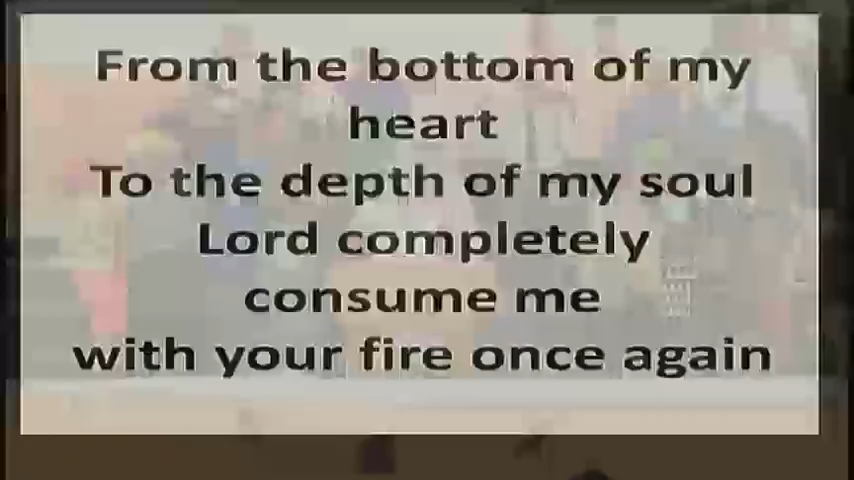 From the bottom of my
heart
To the depth of my soul
Lord completely
consume me
with your fire once again